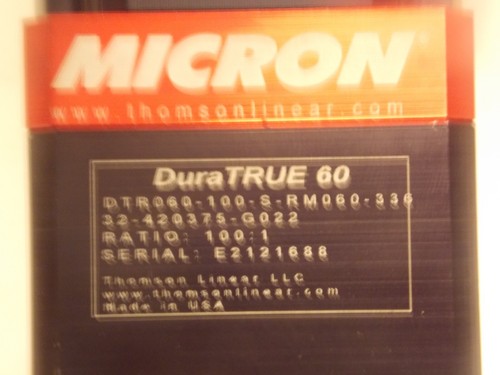 MICRON
www.thomsonlinear.com
DuraTRUE 60
DTR060-100-S-RM060-336
32-420375-G022
RATIO: 100:1
SERIAL: E2121688
Thomson Linear LLC
www.thomsonlinear.com
Made in USA